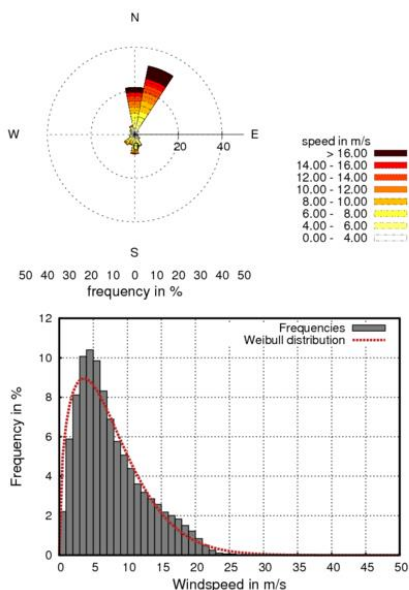 N
W
E
20
40
S
speed in m/s
> 16.00
14.00 - 16.00
12.00 - 14.00
10.00 - 12.00
8.00 - 10.00
6.00 - 8.00
4.00 - 6.00
0.00 - 4.00
50 40 30 20 10 0 10 20 30 40 50
frequency in %
Frequencies
Weibull distribution
12
10
8
6
4
2
0
Frequency in %
0 5 10 15 20 25 30 35 40 45 50
Windspeed in m/s